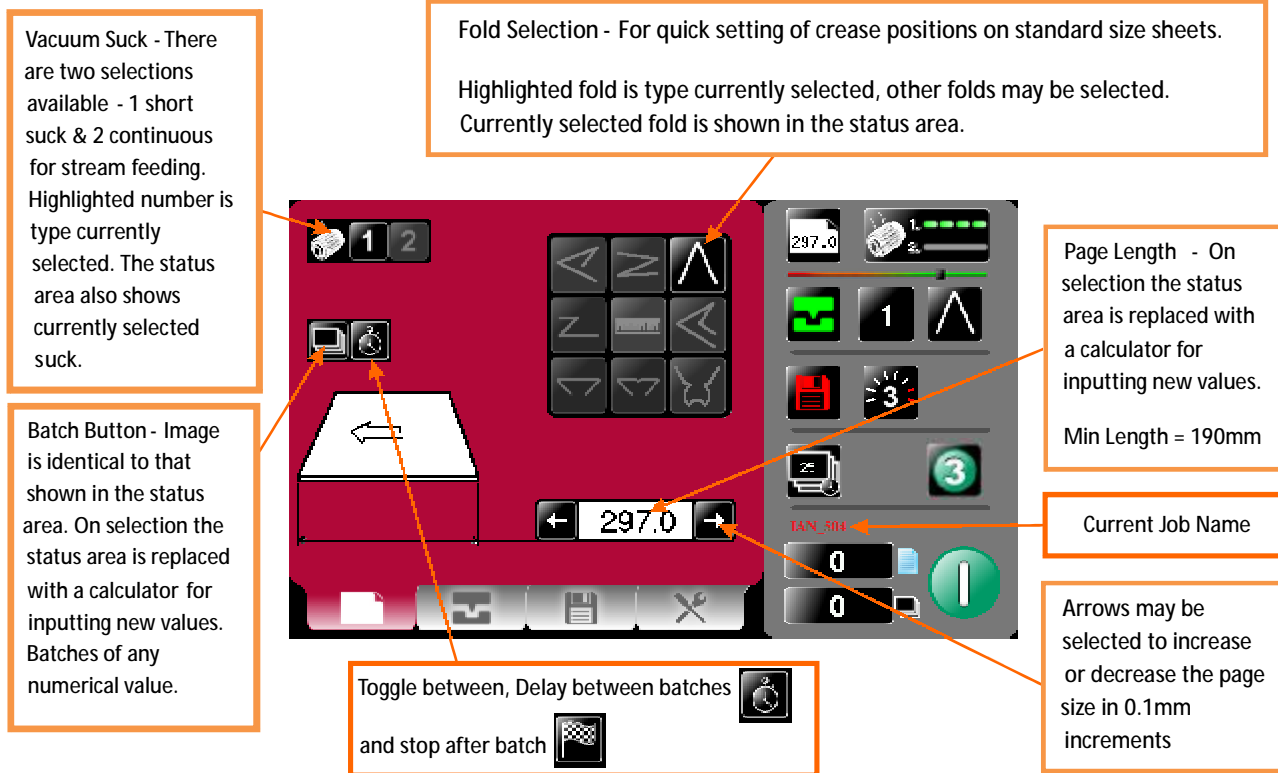 Vacuum Suck - There
are two selections
available - 1 short
suck & 2 continuous
for stream feeding.
Highlighted number is
type currently
selected. The status
area also shows
currently selected
suck.
Fold Selection - For quick setting of crease positions on standard size sheets.
Highlighted fold is type currently selected, other folds may be selected.
Currently selected fold is shown in the status area.
1 2
297.0
1.
2.
1
3
3
Page Length - On
selection the status
area is replaced with
a calculator for
inputting new values.
Min Length = 190mm
Batch Button - Image
is identical to that
shown in the status
area. On selection the
status area is replaced
with a calculator for
inputting new values.
Batches of any
numerical value.
297.0
TAN_504
0
0
Current Job Name
Arrows may be
selected to increase
or decrease the page
size in 0.1mm
increments
Toggle between, Delay between batches
and stop after batch